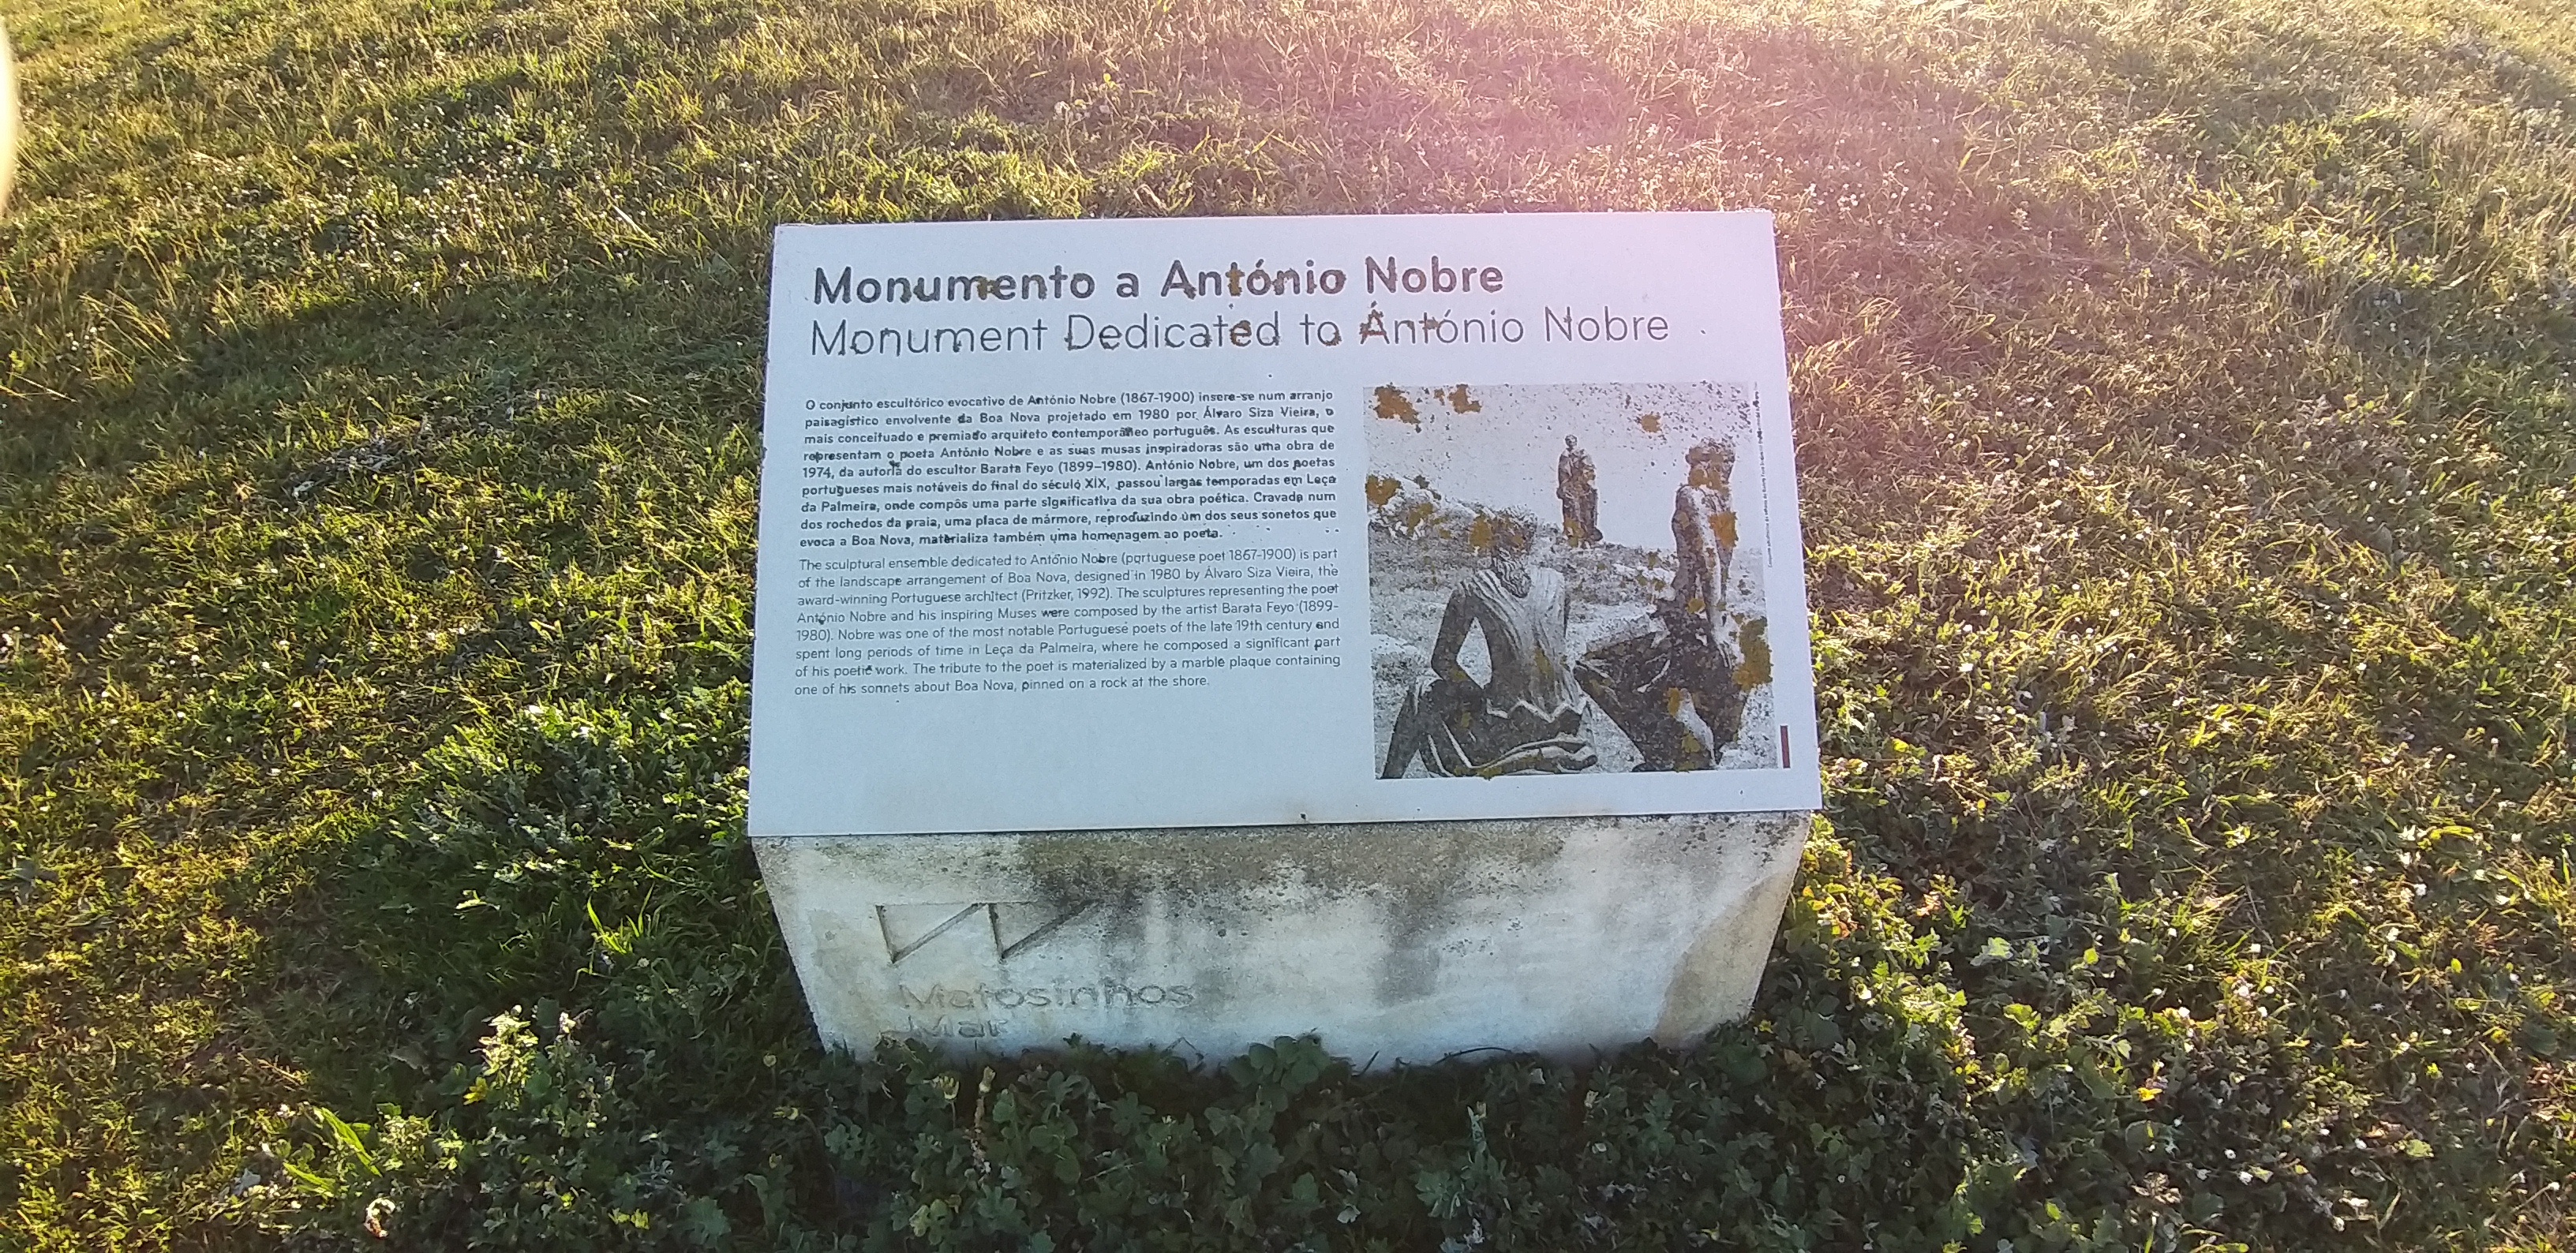 Monumento a António Nobre
Monument Dedicated to António Nobre
O conjunto escultórico evocativo de António Nobre (1867-1900) insere-se num arranjo
paisagístico envolvente da Boa Nova projetado em 1980 por Álvaro Siza Vieira, o
mais conceituado e premiado arquiteto contemporâneo português. As esculturas que
representam o poeta António Nobre e as suas musas inspiradoras são uma obra de
1974, da autoria do escultor Barata Feyo (1899–1980). António Nobre, um dos poetas
portugueses mais notáveis do final do século XIX, passou largas temporadas em Leça
da Palmeira, onde compôs uma parte significativa da sua obra poética. Cravada num
dos rochedos da praia, uma placa de mármore, reproduzindo um dos seus sonetos que
evoca a Boa Nova, materializa também uma homenagem ao poeta.
The sculptural ensemble dedicated to António Nobre (portuguese poet 1867-1900) is part
of the landscape arrangement of Boa Nova, designed in 1980 by Álvaro Siza Vieira, the
award-winning Portuguese architect (Pritzker, 1992). The sculptures representing the poet
António Nobre and his inspiring Muses were composed by the artist Barata Feyo (1899-
1980). Nobre was one of the most notable Portuguese poets of the late 19th century and
spent long periods of time in Leça da Palmeira, where he composed a significant part
of his poetic work. The tribute to the poet is materialized by a marble plaque containing
one of his sonnets about Boa Nova, pinned on a rock at the shore.
Matosinhos
Mar